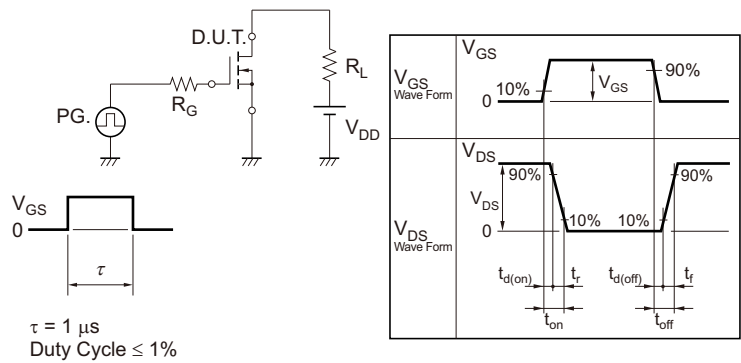 D.U.T.
R_L
R_G
PG.
V_DD
V_GS
0
τ
τ = 1 μs
Duty Cycle ≤ 1%
V_GS
Wave Form
V_GS
10%
0
V_GS
90%
V_DS
Wave Form
V_DS
90%
V_DS
0
10%
10%
90%
t_d(on) t_r t_d(off) t_f
t_on t_off